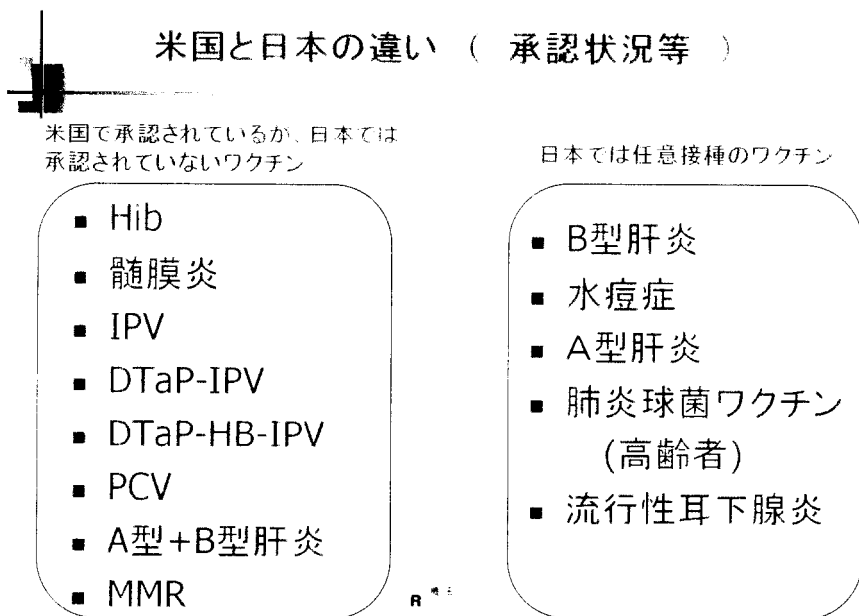 米国と日本の違い （ 承認状況等 ）
米国で承認されているが、日本では
承認されていないワクチン
■ Hib
■ 髄膜炎
■ IPV
■ DTaP-IPV
■ DTaP-HB-IPV
■ PCV
■ A型+B型肝炎
■ MMR
日本では任意接種のワクチン
■ B型肝炎
■ 水痘症
■ A型肝炎
■ 肺炎球菌ワクチン
(高齢者)
■ 流行性耳下腺炎
R